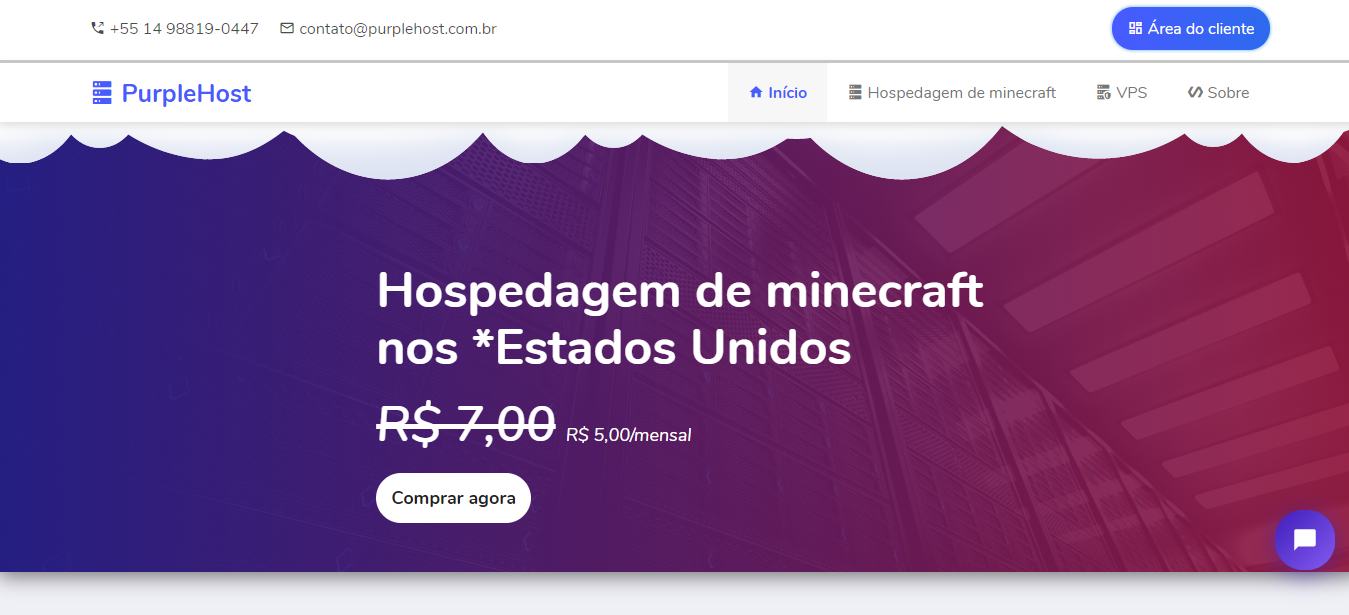 +55 14 98819-0447 contato@purplehost.com.br Área do cliente
PurpleHost Início Hospedagem de minecraft VPS Sobre
Hospedagem de minecraft
nos *Estados Unidos
R$ 7,00 R$ 5,00/mensal
Comprar agora